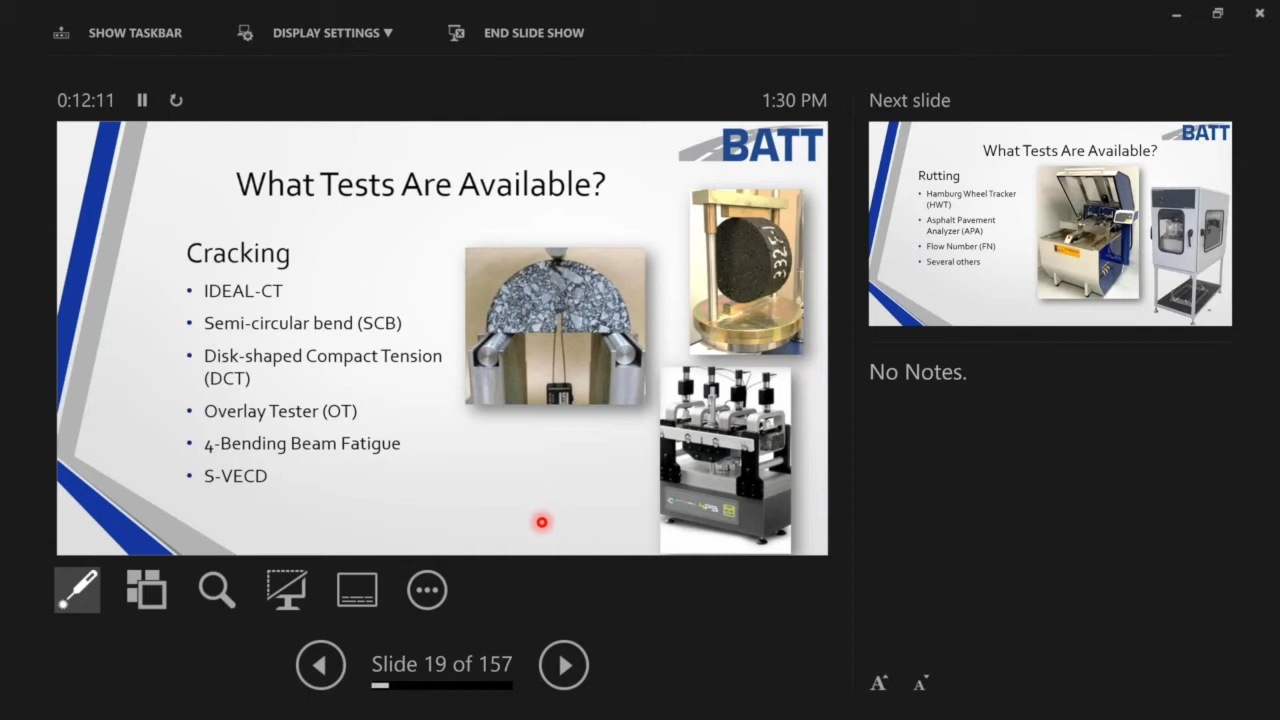 SHOW TASKBAR
DISPLAY SETTINGS ▼
END SLIDE SHOW
0:12:11
1:30 PM
BATT
What Tests Are Available?
Cracking
• IDEAL-CT
• Semi-circular bend (SCB)
• Disk-shaped Compact Tension
(DCT)
• Overlay Tester (OT)
• 4-Bending Beam Fatigue
• S-VECD
33251
4PB
Next slide
BATT
What Tests Are Available?
Rutting
• Hamburg Wheel Tracker
(HWT)
• Asphalt Pavement
Analyzer (APA)
• Flow Number (FN)
• Several others
No Notes.
Slide 19 of 157
A A